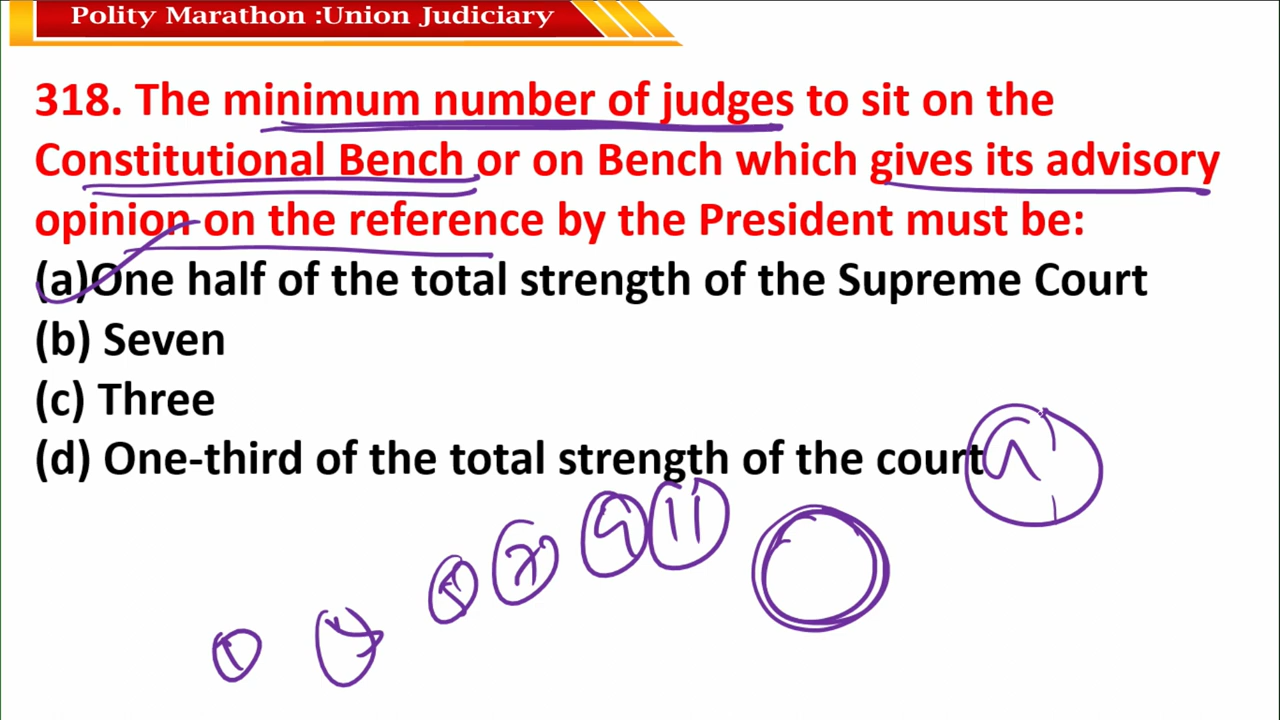 Polity Marathon :Union Judiciary
318. The minimum number of judges to sit on the
Constitutional Bench or on Bench which gives its advisory
opinion on the reference by the President must be:
(a)One half of the total strength of the Supreme Court
(b) Seven
(c) Three
(d) One-third of the total strength of the court